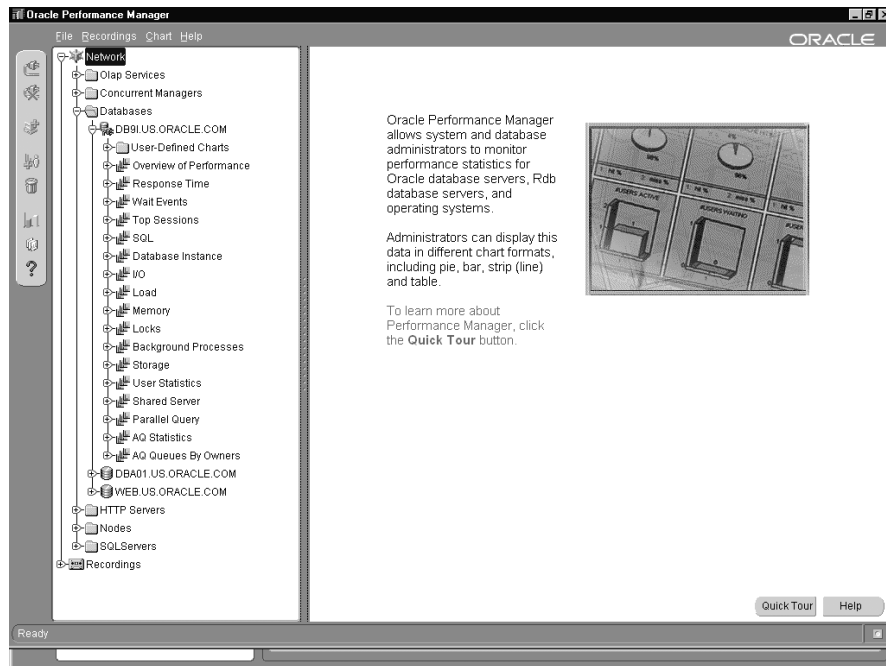 Oracle Performance Manager
File Recordings Chart Help
ORACLE
Network
Olap Services
Concurrent Managers
Databases
DB9I.US.ORACLE.COM
User-Defined Charts
Overview of Performance
Response Time
Wait Events
Top Sessions
SQL
Database Instance
I/O
Load
Memory
Locks
Background Processes
Storage
User Statistics
Shared Server
Parallel Query
AQ Statistics
AQ Queues By Owners
DBA01.US.ORACLE.COM
WEB.US.ORACLE.COM
HTTP Servers
Nodes
SQLServers
Recordings
Oracle Performance Manager
allows system and database
administrators to monitor
performance statistics for
Oracle database servers, Rdb
database servers, and
operating systems.
Administrators can display this
data in different chart formats,
including pie, bar, strip (line)
and table.
To learn more about
Performance Manager, click
the Quick Tour button.
#USERS ACTIVE
#USERS WAITING
Quick Tour Help
Ready